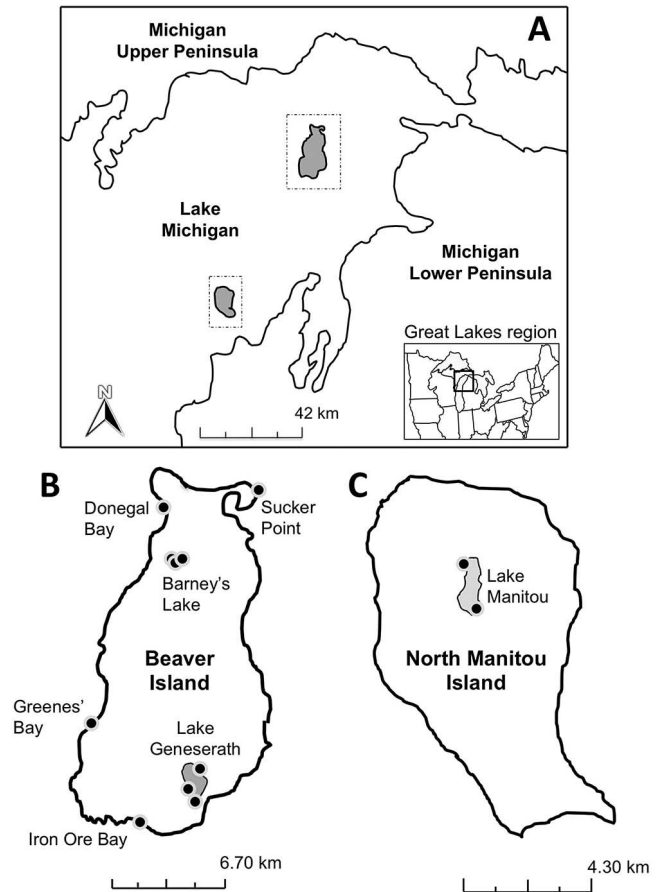 Michigan
Upper Peninsula
A
Lake
Michigan
Michigan
Lower Peninsula
Great Lakes region
N
42 km
B
Donegal
Bay
Sucker
Point
Barney's
Lake
Beaver
Island
Greenes'
Bay
Lake
Geneserath
Iron Ore Bay
6.70 km
C
Lake
Manitou
North Manitou
Island
4.30 km